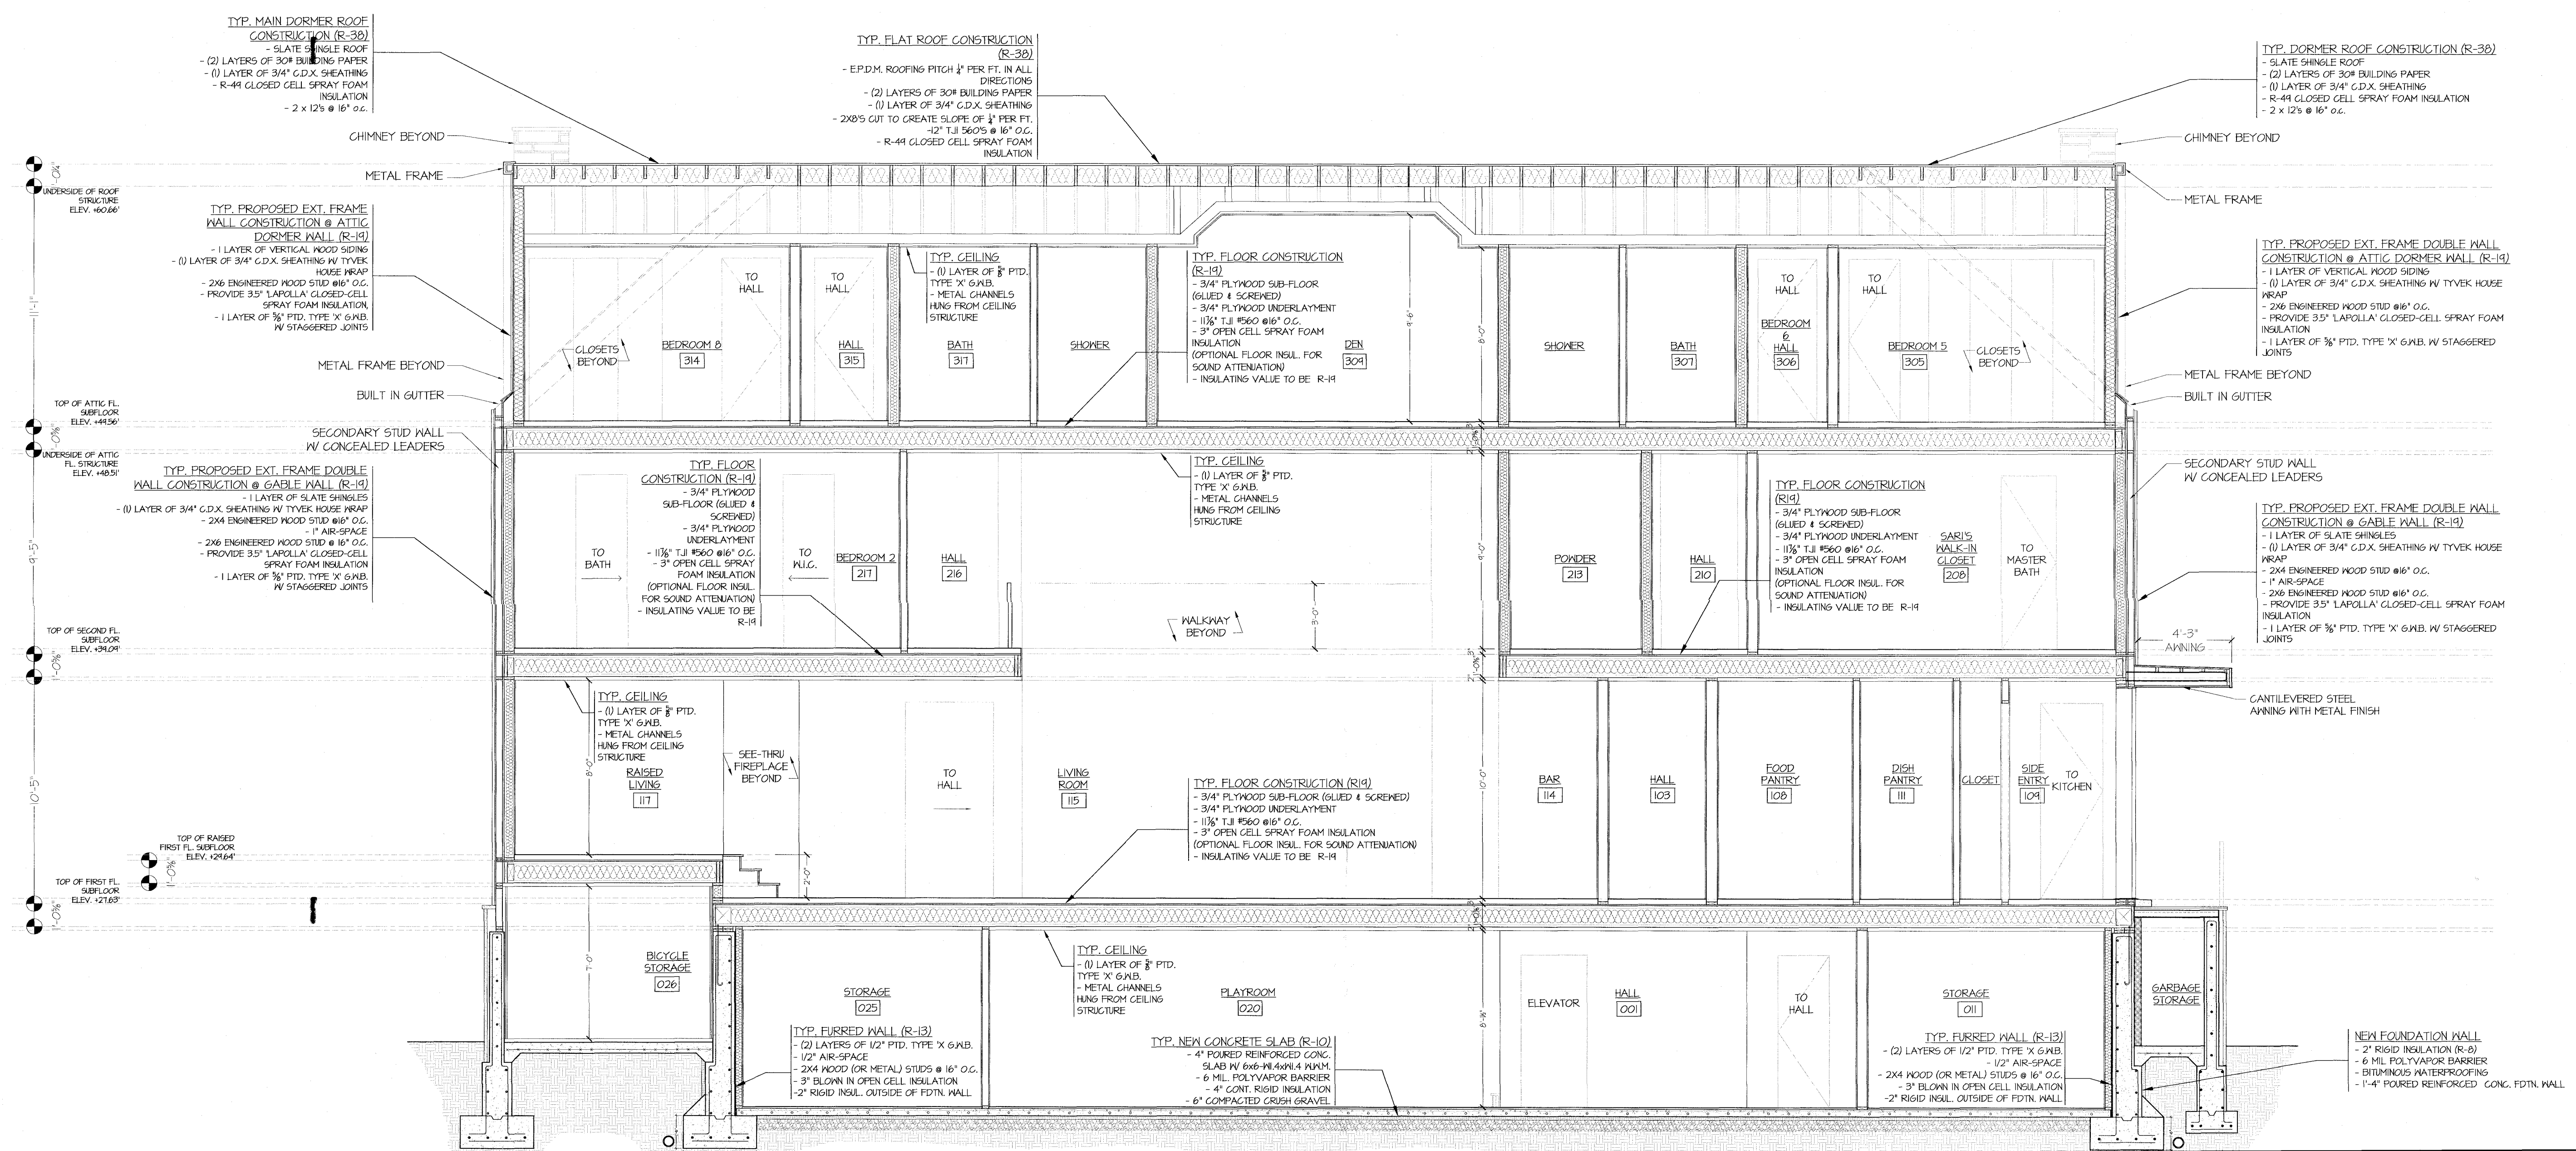 TYP. MAIN DORMER ROOF
CONSTRUCTION (R-38)
- SLATE SHINGLE ROOF
- (2) LAYERS OF 30# BUILDING PAPER
- (1) LAYER OF 3/4" C.D.X. SHEATHING
- R-49 CLOSED CELL SPRAY FOAM
INSULATION
- 2 x 12's @ 16" o.c.
CHIMNEY BEYOND
METAL FRAME
TYP. FLAT ROOF CONSTRUCTION
(R-38)
- E.P.D.M. ROOFING PITCH ¼" PER FT. IN ALL
DIRECTIONS
- (2) LAYERS OF 30# BUILDING PAPER
- (1) LAYER OF 3/4" C.D.X. SHEATHING
- 2X8'S CUT TO CREATE SLOPE OF ¼" PER FT.
-12" TJI 560'S @ 16" O.C.
- R-49 CLOSED CELL SPRAY FOAM
INSULATION
TYP. DORMER ROOF CONSTRUCTION (R-38)
- SLATE SHINGLE ROOF
- (2) LAYERS OF 30# BUILDING PAPER
- (1) LAYER OF 3/4" C.D.X. SHEATHING
- R-49 CLOSED CELL SPRAY FOAM INSULATION
- 2 x 12's @ 16" o.c.
CHIMNEY BEYOND
METAL FRAME
UNDERSIDE OF ROOF
STRUCTURE
ELEV. +60.66'
TYP. PROPOSED EXT. FRAME
WALL CONSTRUCTION @ ATTIC
DORMER WALL (R-19)
- 1 LAYER OF VERTICAL WOOD SIDING
- (1) LAYER OF 3/4" C.D.X. SHEATHING W/ TYVEK
HOUSE WRAP
- 2X6 ENGINEERED WOOD STUD @16" O.C.
- PROVIDE 3.5" 'LAPOLLA' CLOSED-CELL
SPRAY FOAM INSULATION,
- 1 LAYER OF ⅝" PTD. TYPE 'X' G.W.B.
W/ STAGGERED JOINTS
11'-1"
METAL FRAME BEYOND
BUILT IN GUTTER
CLOSETS
BEYOND
BEDROOM 8
314
TO
HALL
TO
HALL
HALL
315
TYP. CEILING
- (1) LAYER OF ⅝" PTD.
TYPE 'X' G.W.B.
- METAL CHANNELS
HUNG FROM CEILING
STRUCTURE
BATH
317
SHOWER
TYP. FLOOR CONSTRUCTION
(R-19)
- 3/4" PLYWOOD SUB-FLOOR
(GLUED & SCREWED)
- 3/4" PLYWOOD UNDERLAYMENT
- 11⅞" TJI #560 @16" O.C.
- 3" OPEN CELL SPRAY FOAM
INSULATION
(OPTIONAL FLOOR INSUL. FOR
SOUND ATTENUATION)
- INSULATING VALUE TO BE R-19
DEN
309
9'-6"
8'-0"
SHOWER
BATH
307
TO
HALL
BEDROOM
6
HALL
306
TO
HALL
BEDROOM 5
305
CLOSETS
BEYOND
TYP. PROPOSED EXT. FRAME DOUBLE WALL
CONSTRUCTION @ ATTIC DORMER WALL (R-19)
- 1 LAYER OF VERTICAL WOOD SIDING
- (1) LAYER OF 3/4" C.D.X. SHEATHING W/ TYVEK HOUSE
WRAP
- 2X6 ENGINEERED WOOD STUD @16" O.C.
- PROVIDE 3.5" 'LAPOLLA' CLOSED-CELL SPRAY FOAM
INSULATION
- 1 LAYER OF ⅝" PTD. TYPE 'X' G.W.B. W/ STAGGERED
JOINTS
METAL FRAME BEYOND
BUILT IN GUTTER
TOP OF ATTIC FL.
SUBFLOOR
ELEV. +49.56'
1'-0⅝"
UNDERSIDE OF ATTIC
FL. STRUCTURE
ELEV. +48.51'
SECONDARY STUD WALL
W/ CONCEALED LEADERS
TYP. PROPOSED EXT. FRAME DOUBLE
WALL CONSTRUCTION @ GABLE WALL (R-19)
- 1 LAYER OF SLATE SHINGLES
- (1) LAYER OF 3/4" C.D.X. SHEATHING W/ TYVEK HOUSE WRAP
- 2X4 ENGINEERED WOOD STUD @16" O.C.
- 1" AIR-SPACE
- 2X6 ENGINEERED WOOD STUD @ 16" O.C.
- PROVIDE 3.5" 'LAPOLLA' CLOSED-CELL
SPRAY FOAM INSULATION
- 1 LAYER OF ⅝" PTD. TYPE 'X' G.W.B.
W/ STAGGERED JOINTS
9'-5"
TO
BATH
TYP. FLOOR
CONSTRUCTION (R-19)
- 3/4" PLYWOOD
SUB-FLOOR (GLUED &
SCREWED)
- 3/4" PLYWOOD
UNDERLAYMENT
- 11⅞" TJI #560 @16" O.C.
- 3" OPEN CELL SPRAY
FOAM INSULATION
(OPTIONAL FLOOR INSUL.
FOR SOUND ATTENUATION)
- INSULATING VALUE TO BE
R-19
TO
W.I.C.
BEDROOM 2
217
HALL
216
TYP. CEILING
- (1) LAYER OF ⅝" PTD.
TYPE 'X' G.W.B.
- METAL CHANNELS
HUNG FROM CEILING
STRUCTURE
WALKWAY
BEYOND
3'-0"
9'-0"
POWDER
213
HALL
210
TYP. FLOOR CONSTRUCTION
(R19)
- 3/4" PLYWOOD SUB-FLOOR
(GLUED & SCREWED)
- 3/4" PLYWOOD UNDERLAYMENT
- 11⅞" TJI #560 @16" O.C.
- 3" OPEN CELL SPRAY FOAM
INSULATION
(OPTIONAL FLOOR INSUL. FOR
SOUND ATTENUATION)
- INSULATING VALUE TO BE R-19
SARI'S
WALK-IN
CLOSET
208
TO
MASTER
BATH
SECONDARY STUD WALL
W/ CONCEALED LEADERS
TYP. PROPOSED EXT. FRAME DOUBLE WALL
CONSTRUCTION @ GABLE WALL (R-19)
- 1 LAYER OF SLATE SHINGLES
- (1) LAYER OF 3/4" C.D.X. SHEATHING W/ TYVEK HOUSE
WRAP
- 2X4 ENGINEERED WOOD STUD @16" O.C.
- 1" AIR-SPACE
- 2X6 ENGINEERED WOOD STUD @16" O.C.
- PROVIDE 3.5" 'LAPOLLA' CLOSED-CELL SPRAY FOAM
INSULATION
- 1 LAYER OF ⅝" PTD. TYPE 'X' G.W.B. W/ STAGGERED
JOINTS
4'-3"
AWNING
CANTILEVERED STEEL
AWNING WITH METAL FINISH
TOP OF SECOND FL.
SUBFLOOR
ELEV. +39.09'
1'-0⅝"
10'-5"
TYP. CEILING
- (1) LAYER OF ⅝" PTD.
TYPE 'X' G.W.B.
- METAL CHANNELS
HUNG FROM CEILING
STRUCTURE
8'-0"
RAISED
LIVING
117
SEE-THRU
FIREPLACE
BEYOND
TO
HALL
LIVING
ROOM
115
TYP. FLOOR CONSTRUCTION (R19)
- 3/4" PLYWOOD SUB-FLOOR (GLUED & SCREWED)
- 3/4" PLYWOOD UNDERLAYMENT
- 11⅞" TJI #560 @16" O.C.
- 3" OPEN CELL SPRAY FOAM INSULATION
(OPTIONAL FLOOR INSUL. FOR SOUND ATTENUATION)
- INSULATING VALUE TO BE R-19
10'-0"
BAR
114
HALL
103
FOOD
PANTRY
108
DISH
PANTRY
111
CLOSET
SIDE
ENTRY
109
TO
KITCHEN
TOP OF RAISED
FIRST FL. SUBFLOOR
ELEV. +29.64'
1'-0⅝"
2'-0"
TOP OF FIRST FL.
SUBFLOOR
ELEV. +27.63'
1'-0⅝"
7'-0"
BICYCLE
STORAGE
026
STORAGE
025
TYP. FURRED WALL (R-13)
- (2) LAYERS OF 1/2" PTD. TYPE 'X G.W.B.
- 1/2" AIR-SPACE
- 2X4 WOOD (OR METAL) STUDS @ 16" O.C.
- 3" BLOWN IN OPEN CELL INSULATION
-2" RIGID INSUL. OUTSIDE OF FDTN. WALL
TYP. CEILING
- (1) LAYER OF ⅝" PTD.
TYPE 'X' G.W.B.
- METAL CHANNELS
HUNG FROM CEILING
STRUCTURE
PLAYROOM
020
TYP. NEW CONCRETE SLAB (R-10)
- 4" POURED REINFORCED CONC.
SLAB W/ 6x6-W1.4xW1.4 W.W.M.
- 6 MIL. POLYVAPOR BARRIER
- 4" CONT. RIGID INSULATION
- 6" COMPACTED CRUSH GRAVEL
ELEVATOR
HALL
001
TO
HALL
STORAGE
011
TYP. FURRED WALL (R-13)
- (2) LAYERS OF 1/2" PTD. TYPE 'X G.W.B.
- 1/2" AIR-SPACE
- 2X4 WOOD (OR METAL) STUDS @ 16" O.C.
- 3" BLOWN IN OPEN CELL INSULATION
-2" RIGID INSUL. OUTSIDE OF FDTN. WALL
GARBAGE
STORAGE
NEW FOUNDATION WALL
- 2" RIGID INSULATION (R-8)
- 6 MIL POLYVAPOR BARRIER
- BITUMINOUS WATERPROOFING
- 1'-4" POURED REINFORCED CONC. FDTN. WALL